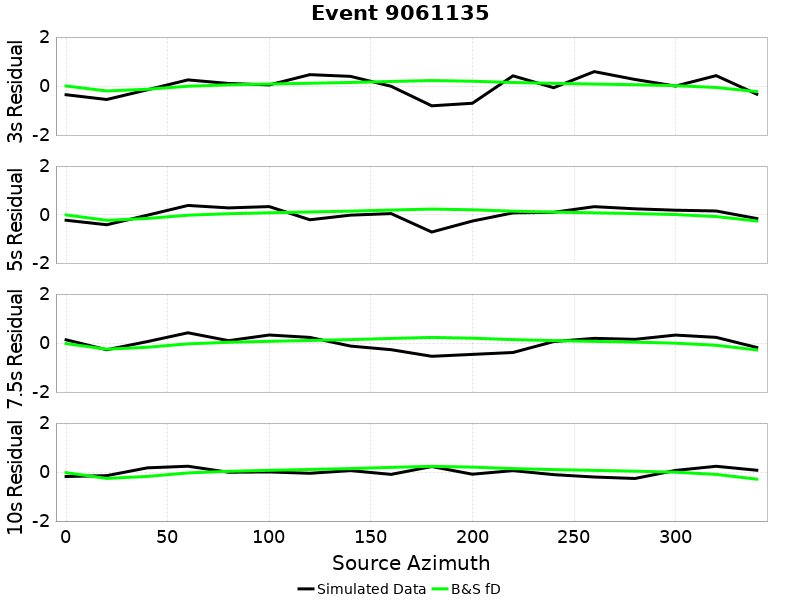 Event 9061135
3s Residual
2
0
-2
5s Residual
2
0
-2
7.5s Residual
2
0
-2
10s Residual
2
0
-2
0 50 100 150 200 250 300
Source Azimuth
Simulated Data B&S fD